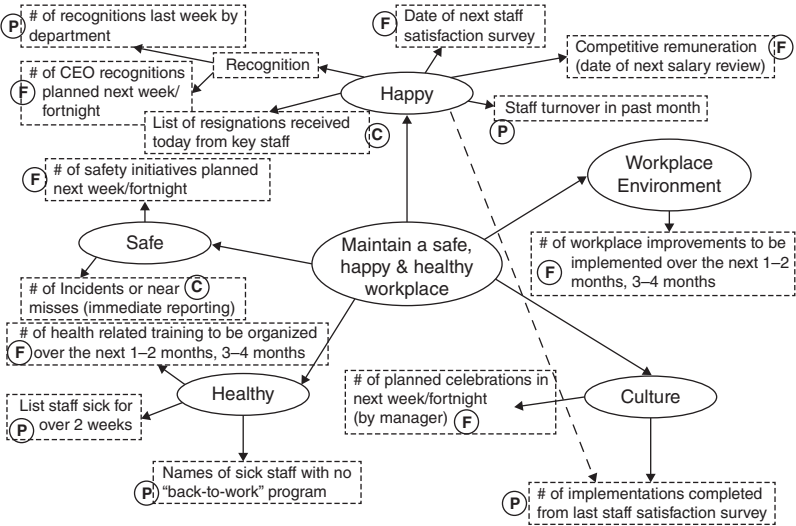 P
# of recognitions last week by
department
F
# of CEO recognitions
planned next week/
fortnight
Recognition
F
Date of next staff
satisfaction survey
Competitive remuneration
(date of next salary review)
F
Happy
Staff turnover in past month
P
List of resignations received
today from key staff
C
F
# of safety initiatives planned
next week/fortnight
Safe
# of Incidents or near
misses (immediate reporting)
C
Maintain a safe,
happy & healthy
workplace
Workplace
Environment
# of workplace improvements to be
implemented over the next 1–2
months, 3–4 months
F
# of health related training to be organized
over the next 1–2 months, 3–4 months
F
Healthy
List staff sick for
over 2 weeks
P
Names of sick staff with no
“back-to-work” program
P
# of planned celebrations in
next week/fortnight
(by manager)
F
Culture
P
# of implementations completed
from last staff satisfaction survey